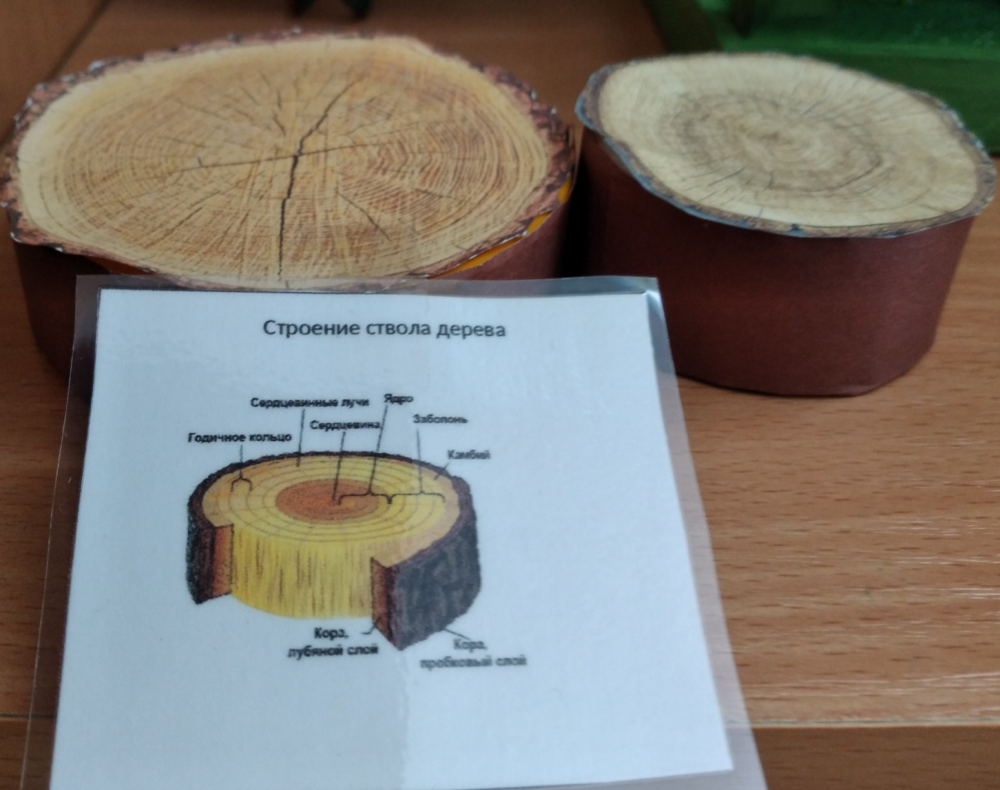 Строение ствола дерева
Сердцевинные лучи
Ядро
Сердцевина
Заболонь
Годичное кольцо
Камбий
Кора,
лубяной слой
Кора,
пробковый слой